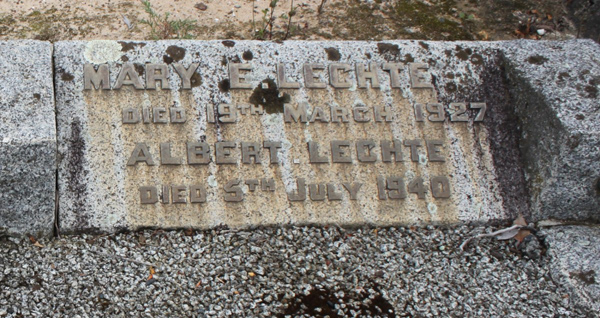 MARY E. LECHTE
DIED 19TH MARCH 1927
ALBERT LECHTE
DIED 5TH JULY 1940